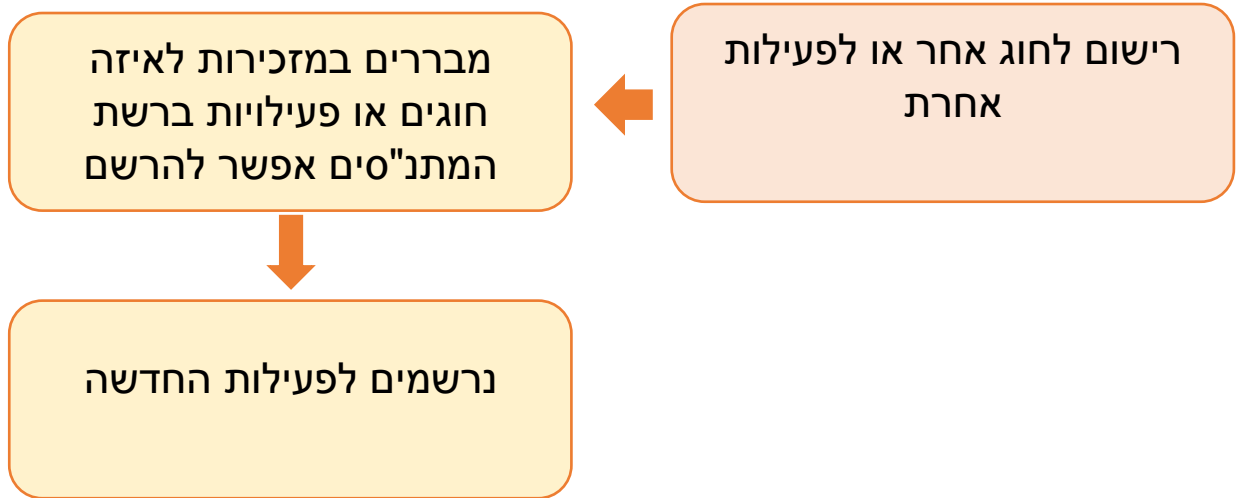 רישום לחוג אחר או לפעילות
אחרת
מבררים במזכירות לאיזה
חוגים או פעילויות ברשת
המתנ"סים אפשר להרשם
נרשמים לפעילות החדשה